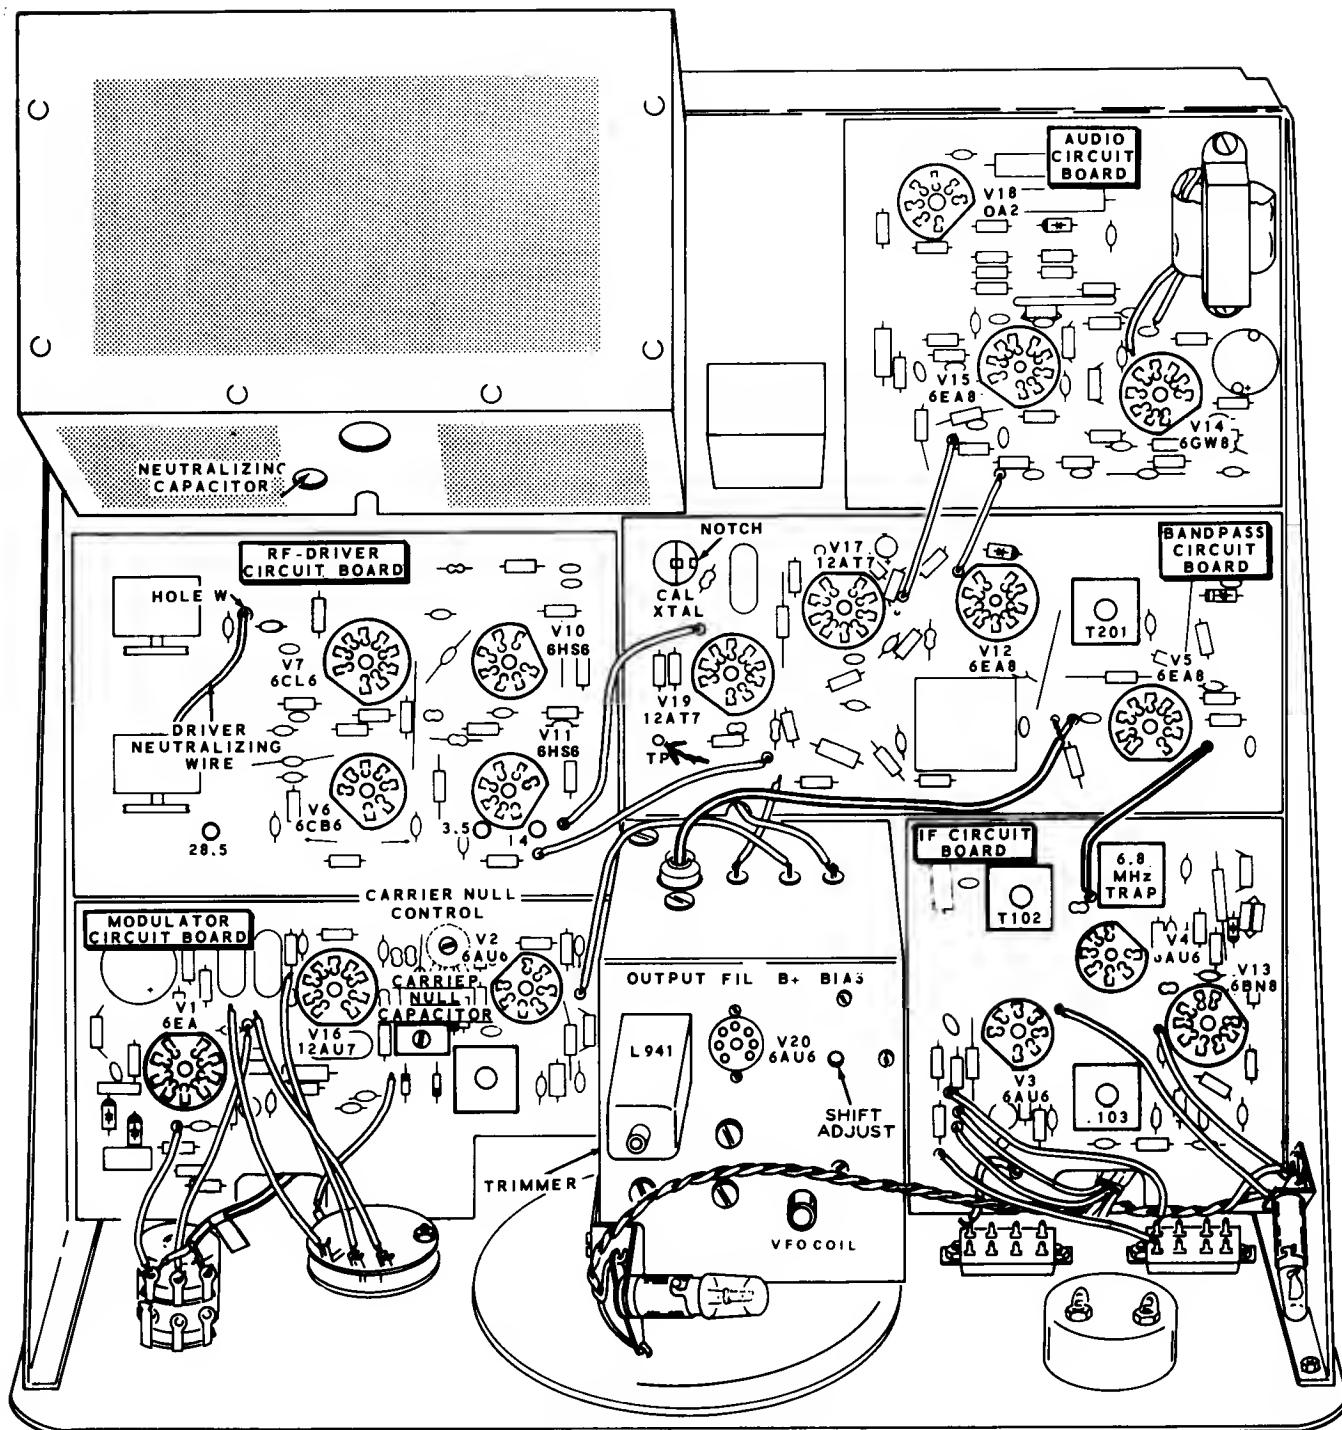 AUDIO
CIRCUIT
BOARD
V18
OA2
V15
6EA8
V14
6GW8
NEUTRALIZING
CAPACITOR
RF-DRIVER
CIRCUIT BOARD
HOLE W
V7
6CL6
V10
6HS6
V11
6HS6
DRIVER
NEUTRALIZING
WIRE
V6
6CB6
28.5
3.5
14
NOTCH
CAL
XTAL
V17
12AT7
V19
12AT7
TP
V12
6EA8
BANDPASS
CIRCUIT
BOARD
T201
V5
6EA8
MODULATOR
CIRCUIT BOARD
CARRIER NULL
CONTROL
V2
6AU6
CARRIER
NULL
CAPACITOR
V1
6EA
V16
12AU7
OUTPUT FIL B+ BIAS
L941
V20
6AU6
SHIFT
ADJUST
TRIMMER
VFO COIL
IF CIRCUIT
BOARD
T102
6.8
MHz
TRAP
V4
6AU6
V13
6BN8
V3
6AU6
.103